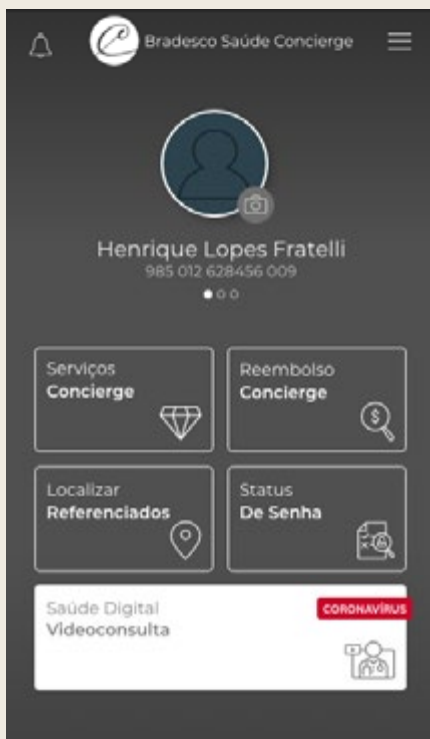 Bradesco Saúde Concierge
Henrique Lopes Fratelli
985 012 628456 009
Serviços
Concierge
Reembolso
Concierge
Localizar
Referenciados
Status
De Senha
Saúde Digital
Videoconsulta
CORONAVÍRUS